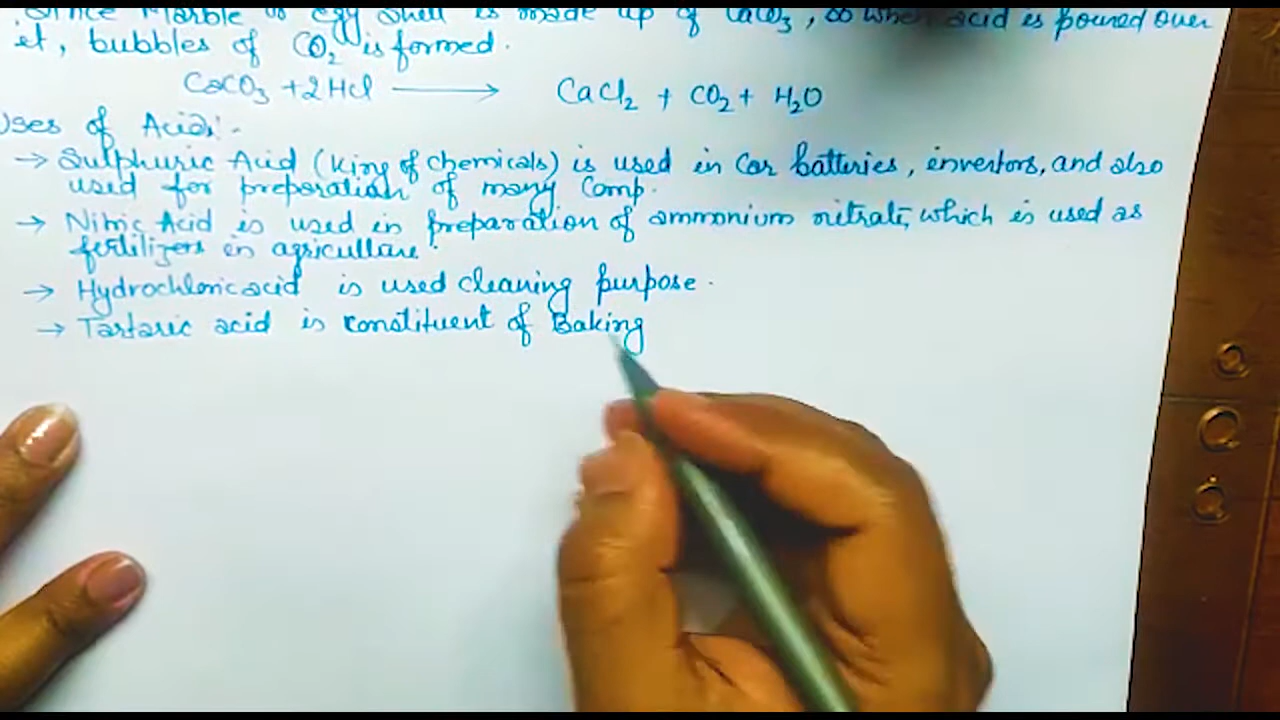 Since Marble or egg shell is made up of CaCO₃, so when acid is poured over
it, bubbles of CO₂ is formed.
CaCO₃ + 2HCl ⟶ CaCl₂ + CO₂ + H₂O
Uses of Acids:-
→ Sulphuric Acid (King of chemicals) is used in Car batteries, invertors, and also
used for preparation of many Comp.
→ Nitric Acid is used in preparation of ammonium nitrate, which is used as
fertilizers in agriculture.
→ Hydrochloric acid is used cleaning purpose.
→ Tartaric acid is constituent of Baking